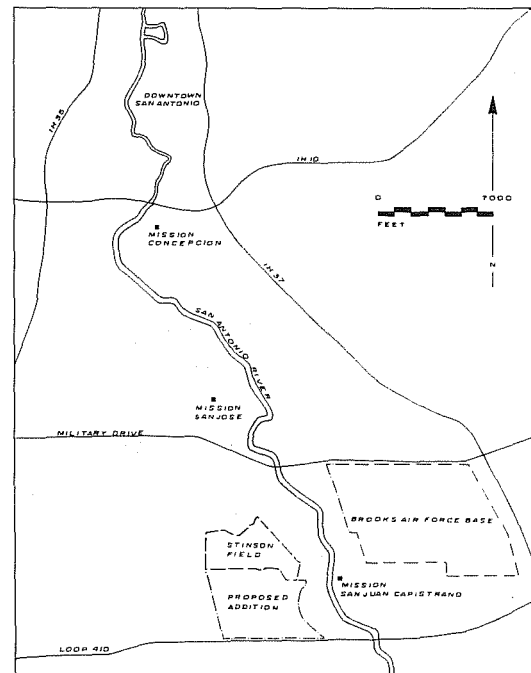 DOWNTOWN
SAN ANTONIO
IH 35
IH 10
0 7000
FEET
N
MISSION
CONCEPCION
IH 37
SAN ANTONIO RIVER
MISSION
SAN JOSE
MILITARY DRIVE
BROOKS AIR FORCE BASE
STINSON
FIELD
MISSION
SAN JUAN CAPISTRANO
PROPOSED
ADDITION
LOOP 410